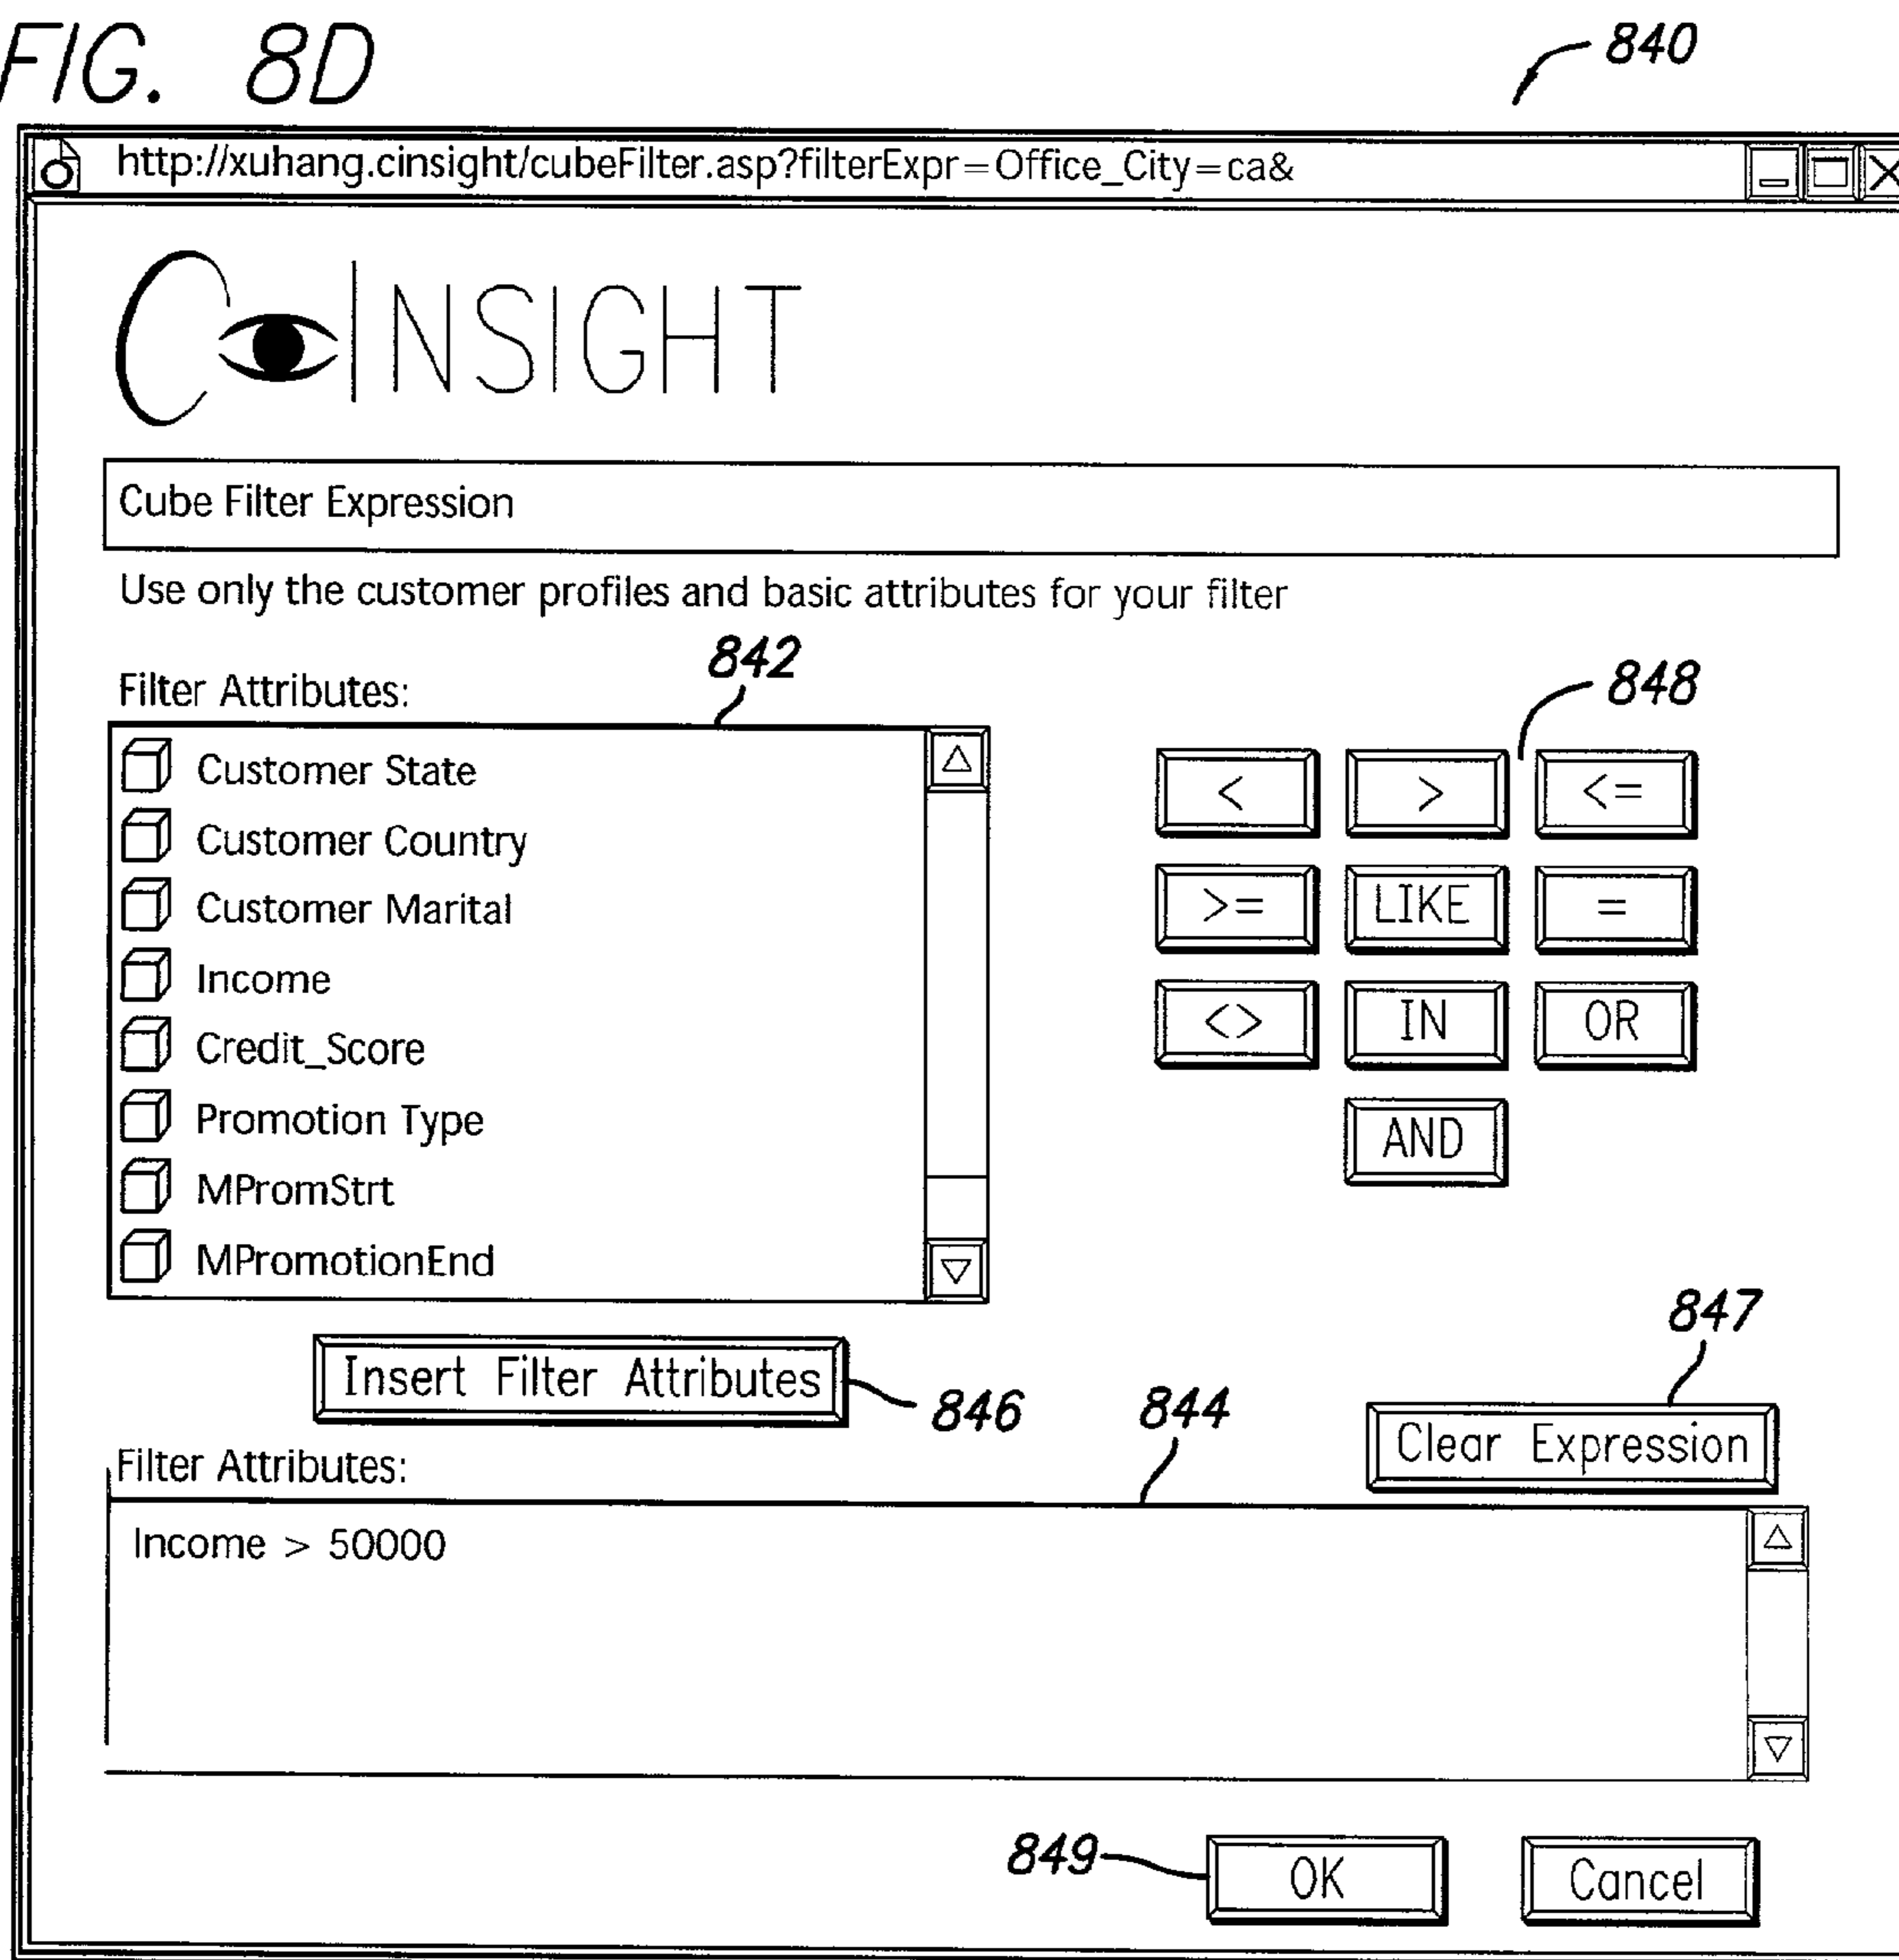 FIG. 8D
840
http://xuhang.cinsight/cubeFilter.asp?filterExpr=Office_City=ca&
C INSIGHT
Cube Filter Expression
Use only the customer profiles and basic attributes for your filter
Filter Attributes:
842
848
Customer State
Customer Country
Customer Marital
Income
Credit_Score
Promotion Type
MPromStrt
MPromotionEnd
< > <=
>= LIKE =
<> IN OR
AND
Insert Filter Attributes
846
844
847
Clear Expression
Filter Attributes:
Income > 50000
849
OK
Cancel